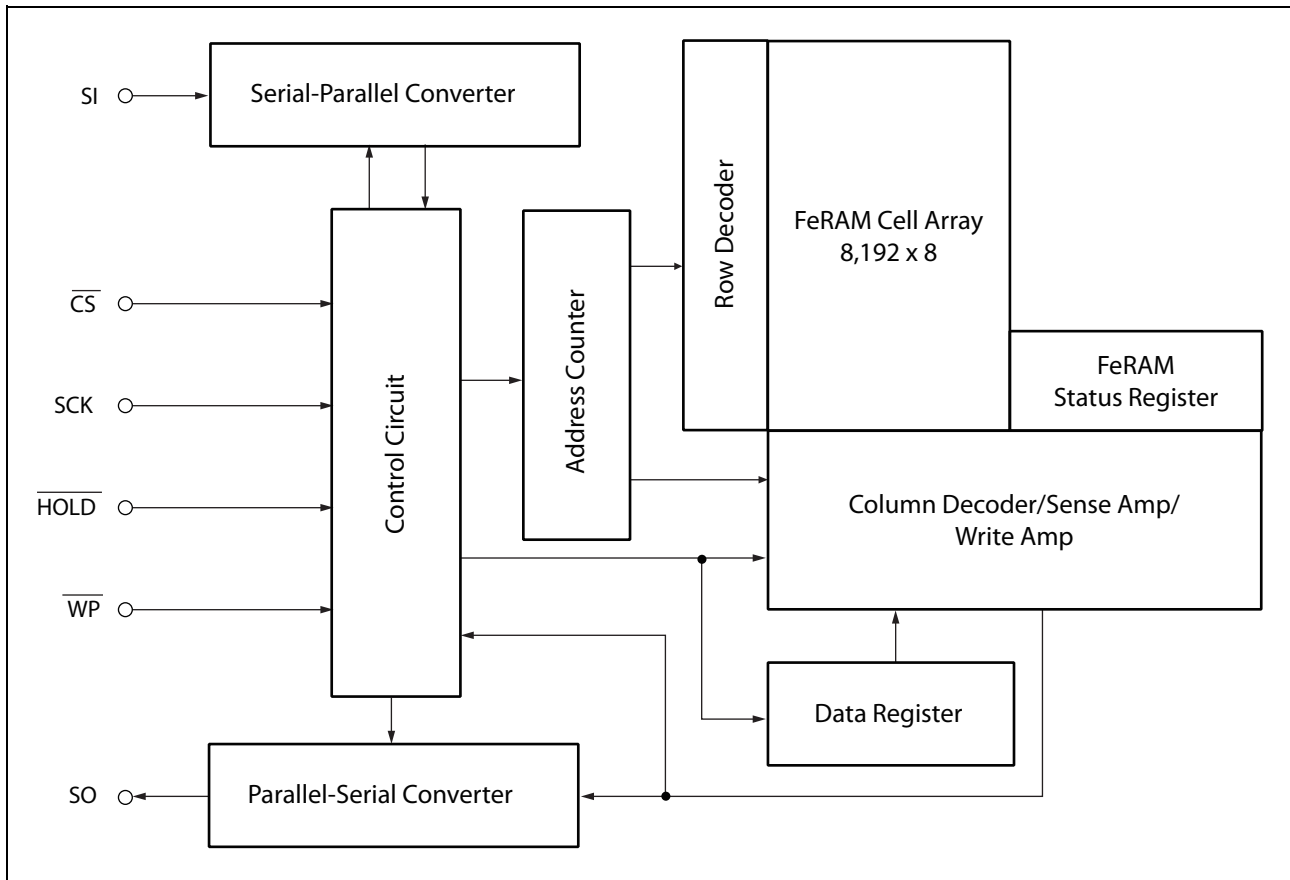 SI
Serial-Parallel Converter
Row Decoder
FeRAM Cell Array
8,192 x 8
CS
SCK
HOLD
WP
Control Circuit
Address Counter
FeRAM
Status Register
Column Decoder/Sense Amp/
Write Amp
Data Register
SO
Parallel-Serial Converter